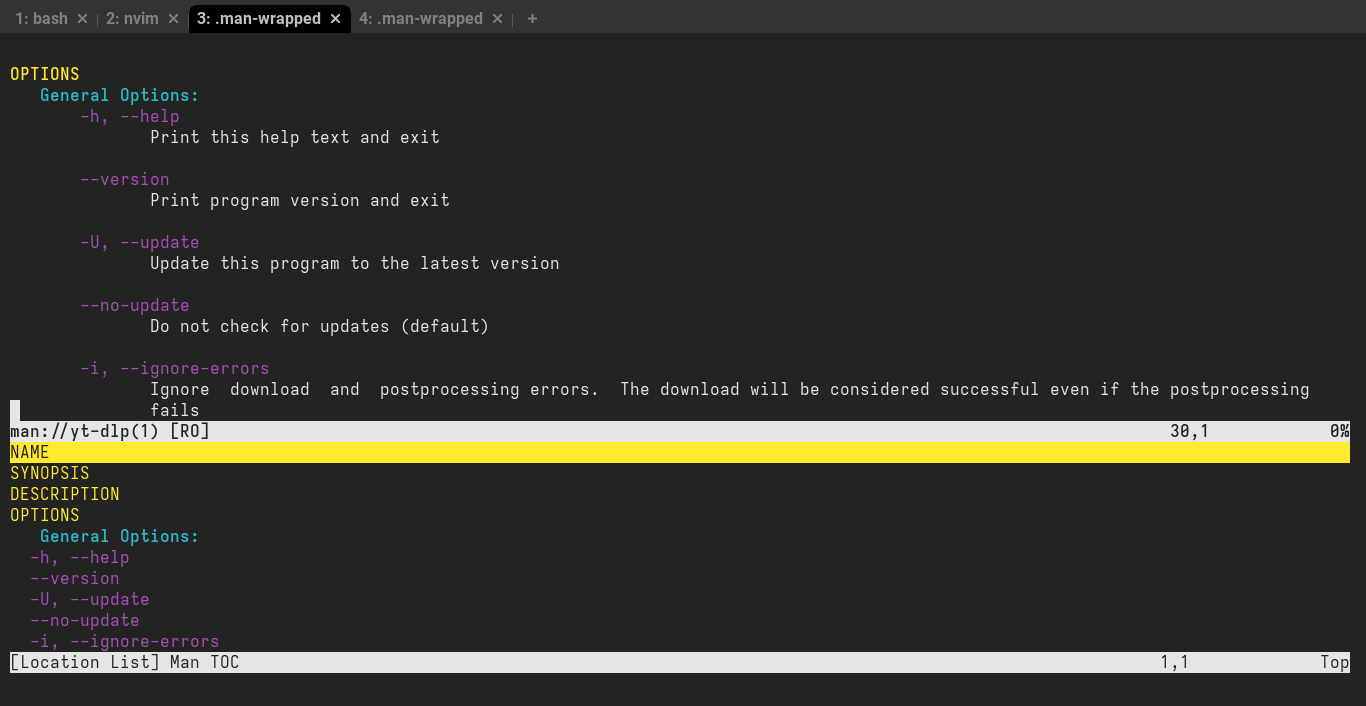 1: bash × 2: nvim × 3: .man-wrapped × 4: .man-wrapped × +
OPTIONS
General Options:
-h, --help
Print this help text and exit
--version
Print program version and exit
-U, --update
Update this program to the latest version
--no-update
Do not check for updates (default)
-i, --ignore-errors
Ignore  download  and  postprocessing errors.  The download will be considered successful even if the postprocessing
fails
man://yt-dlp(1) [RO] 30,1 0%
NAME
SYNOPSIS
DESCRIPTION
OPTIONS
General Options:
-h, --help
--version
-U, --update
--no-update
-i, --ignore-errors
[Location List] Man TOC 1,1 Top